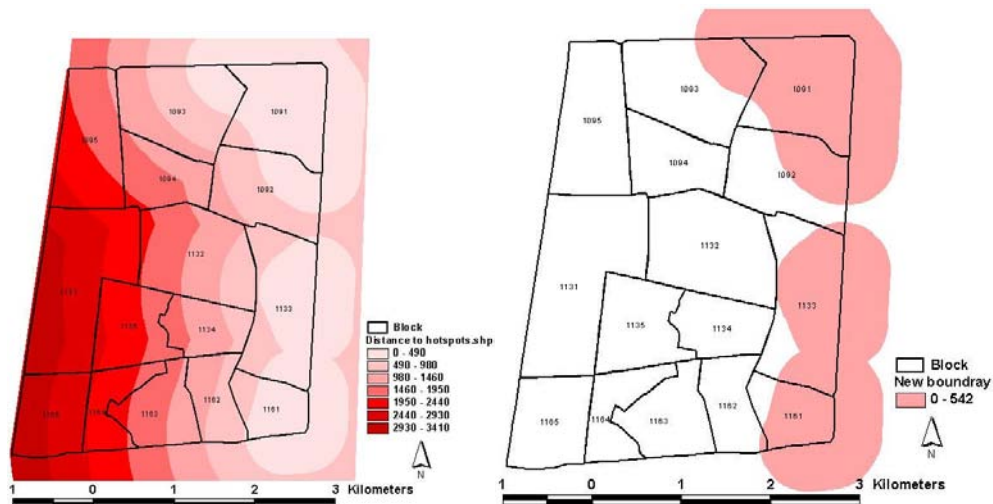 1093
1091
1095
1094
1092
1132
1131
1133
1135
1134
1165
1164
1163
1162
1161
Block
Distance to hotspots.shp
0 - 490
490 - 980
980 - 1460
1460 - 1950
1950 - 2440
2440 - 2930
2930 - 3410
N
1 0 1 2 3 Kilometers
1093
1091
1095
1094
1092
1132
1131
1133
1135
1134
1165
1164
1163
1162
1161
Block
New boundray
0 - 542
N
1 0 1 2 3 Kilometers